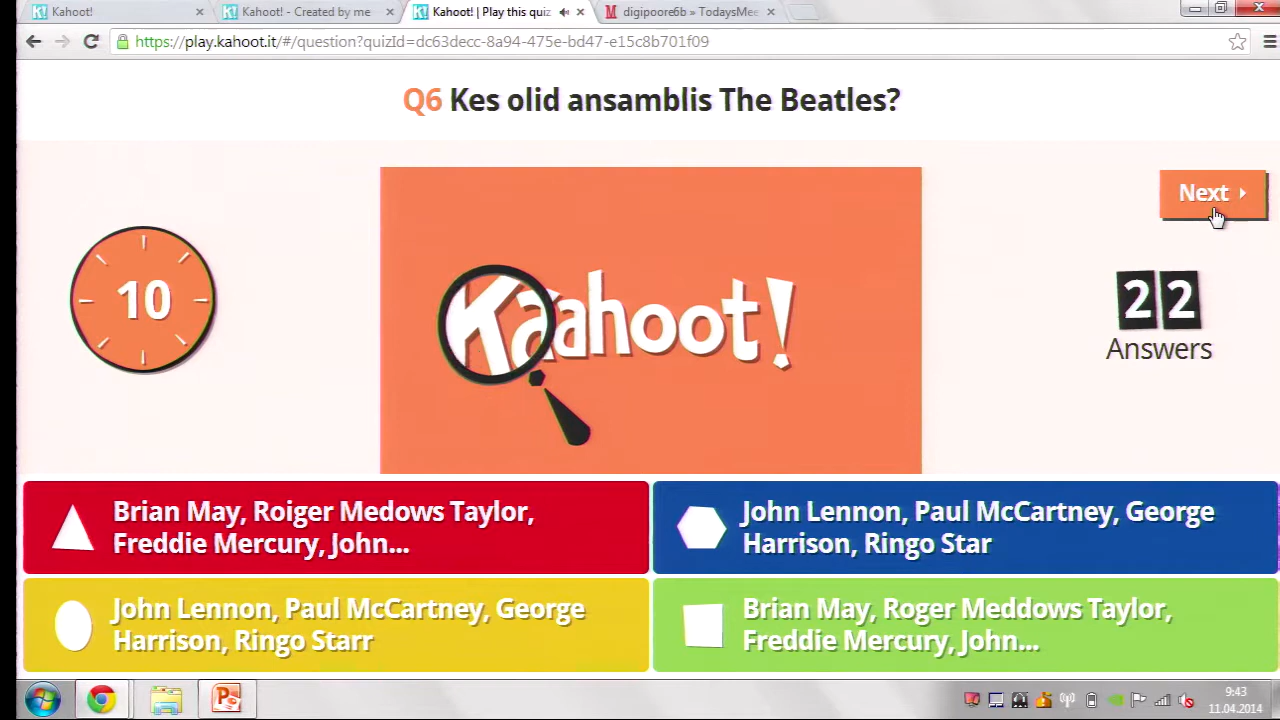 Kahoot!
Kahoot! - Created by me
Kahoot! | Play this quiz
digipoore6b » TodaysMee
https://play.kahoot.it/#/question?quizId=dc63decc-8a94-475e-bd47-e15c8b701f09
Q6 Kes olid ansamblis The Beatles?
Next
10
Kaahoot!
22
Answers
Brian May, Roiger Medows Taylor,
Freddie Mercury, John...
John Lennon, Paul McCartney, George
Harrison, Ringo Star
John Lennon, Paul McCartney, George
Harrison, Ringo Starr
Brian May, Roger Meddows Taylor,
Freddie Mercury, John...
9:43
11.04.2014